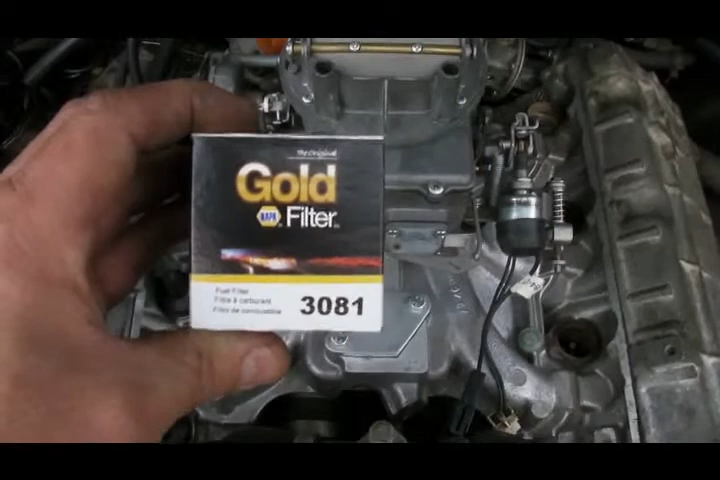 The Original
Gold
NAPA Filter
Fuel Filter
Filtre à carburant
Filtro de combustible
3081